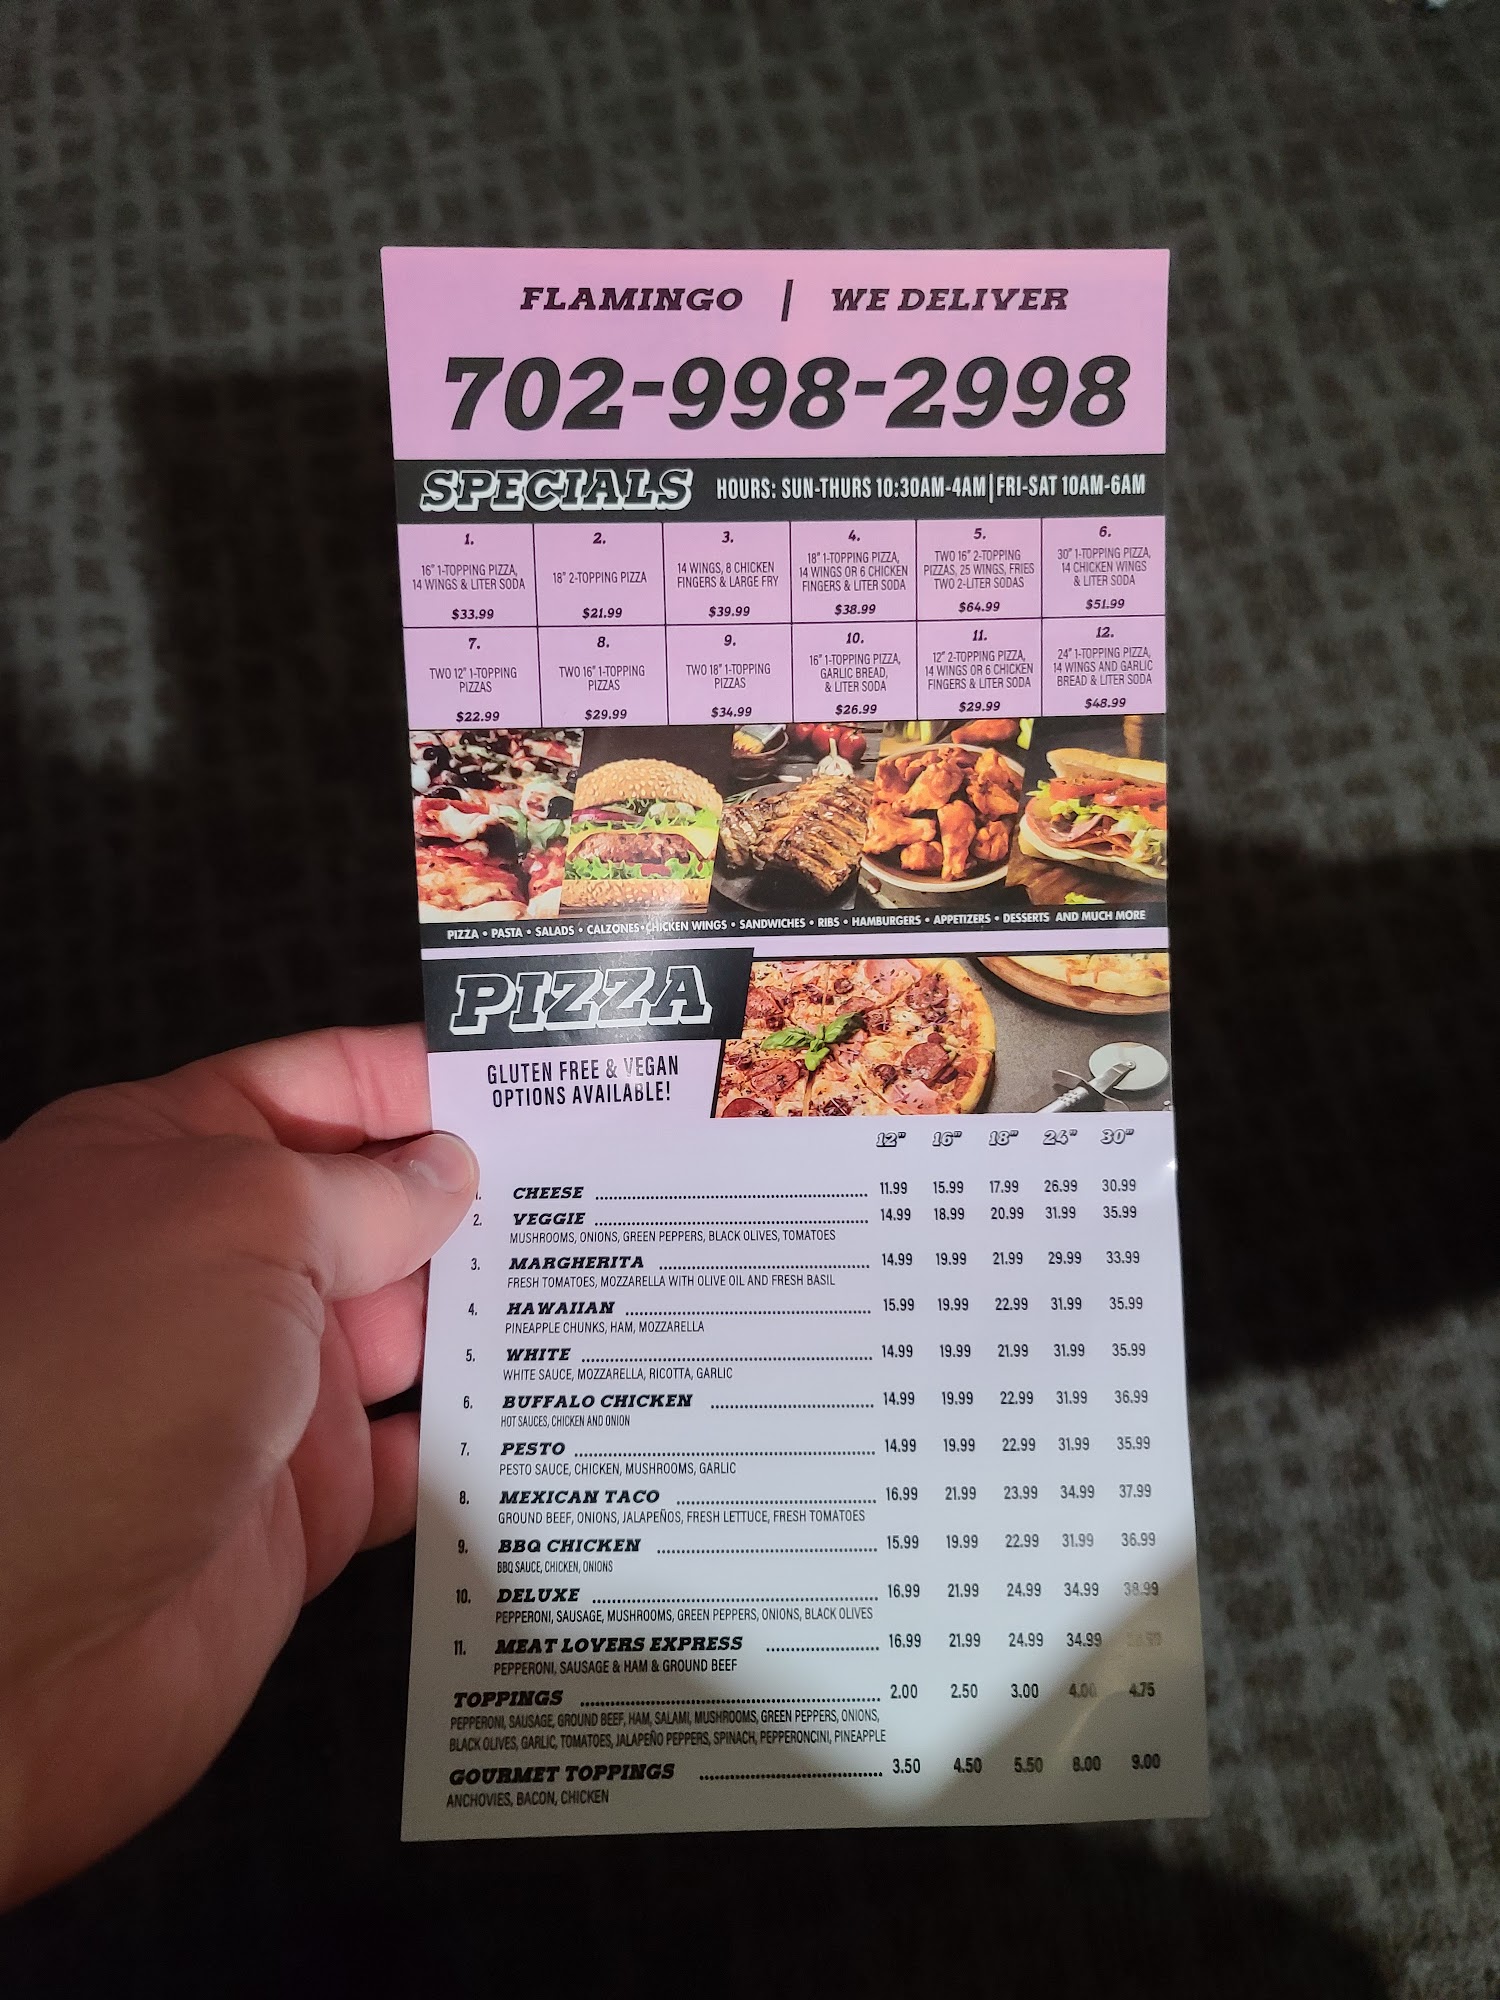 FLAMINGO | WE DELIVER
702-998-2998
SPECIALS HOURS: SUN-THURS 10:30AM-4AM | FRI-SAT 10AM-6AM
1.
16" 1-TOPPING PIZZA,
14 WINGS & LITER SODA
$33.99
2.
18" 2-TOPPING PIZZA
$21.99
3.
14 WINGS, 8 CHICKEN
FINGERS & LARGE FRY
$39.99
4.
18" 1-TOPPING PIZZA,
14 WINGS OR 6 CHICKEN
FINGERS & LITER SODA
$38.99
5.
TWO 16" 2-TOPPING
PIZZAS, 25 WINGS, FRIES
TWO 2-LITER SODAS
$64.99
6.
30" 1-TOPPING PIZZA,
14 CHICKEN WINGS
& LITER SODA
$51.99
7.
TWO 12" 1-TOPPING
PIZZAS
$22.99
8.
TWO 16" 1-TOPPING
PIZZAS
$29.99
9.
TWO 18" 1-TOPPING
PIZZAS
$34.99
10.
16" 1-TOPPING PIZZA,
GARLIC BREAD,
& LITER SODA
$26.99
11.
12" 2-TOPPING PIZZA,
14 WINGS OR 6 CHICKEN
FINGERS & LITER SODA
$29.99
12.
24" 1-TOPPING PIZZA,
14 WINGS AND GARLIC
BREAD & LITER SODA
$48.99
PIZZA • PASTA • SALADS • CALZONES • CHICKEN WINGS • SANDWICHES • RIBS • HAMBURGERS • APPETIZERS • DESSERTS AND MUCH MORE
PIZZA
GLUTEN FREE & VEGAN
OPTIONS AVAILABLE!
12" 16" 18" 24" 30"
CHEESE 11.99 15.99 17.99 26.99 30.99
2. VEGGIE 14.99 18.99 20.99 31.99 35.99
MUSHROOMS, ONIONS, GREEN PEPPERS, BLACK OLIVES, TOMATOES
3. MARGHERITA 14.99 19.99 21.99 29.99 33.99
FRESH TOMATOES, MOZZARELLA WITH OLIVE OIL AND FRESH BASIL
4. HAWAIIAN 15.99 19.99 22.99 31.99 35.99
PINEAPPLE CHUNKS, HAM, MOZZARELLA
5. WHITE 14.99 19.99 21.99 31.99 35.99
WHITE SAUCE, MOZZARELLA, RICOTTA, GARLIC
6. BUFFALO CHICKEN 14.99 19.99 22.99 31.99 36.99
HOT SAUCES, CHICKEN AND ONION
7. PESTO 14.99 19.99 22.99 31.99 35.99
PESTO SAUCE, CHICKEN, MUSHROOMS, GARLIC
8. MEXICAN TACO 16.99 21.99 23.99 34.99 37.99
GROUND BEEF, ONIONS, JALAPEÑOS, FRESH LETTUCE, FRESH TOMATOES
9. BBQ CHICKEN 15.99 19.99 22.99 31.99 36.99
BBQ SAUCE, CHICKEN, ONIONS
10. DELUXE 16.99 21.99 24.99 34.99 38.99
PEPPERONI, SAUSAGE, MUSHROOMS, GREEN PEPPERS, ONIONS, BLACK OLIVES
11. MEAT LOVERS EXPRESS 16.99 21.99 24.99 34.99
PEPPERONI, SAUSAGE & HAM & GROUND BEEF
TOPPINGS 2.00 2.50 3.00 4.00 4.75
PEPPERONI, SAUSAGE, GROUND BEEF, HAM, SALAMI, MUSHROOMS, GREEN PEPPERS, ONIONS,
BLACK OLIVES, GARLIC, TOMATOES, JALAPEÑO PEPPERS, SPINACH, PEPPERONCINI, PINEAPPLE
GOURMET TOPPINGS 3.50 4.50 5.50 8.00 9.00
ANCHOVIES, BACON, CHICKEN